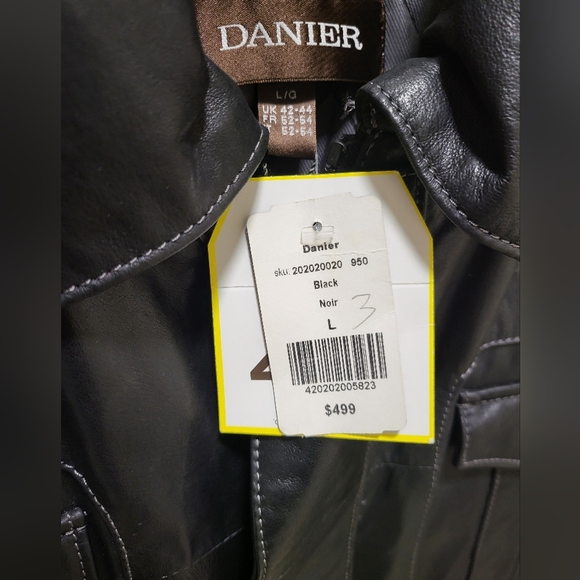 DANIER
L/G
UK 42-44
FR 52-54
IT 52-54
Danier
sku: 202020020 950
Black
Noir
L 3
420202005823
$499